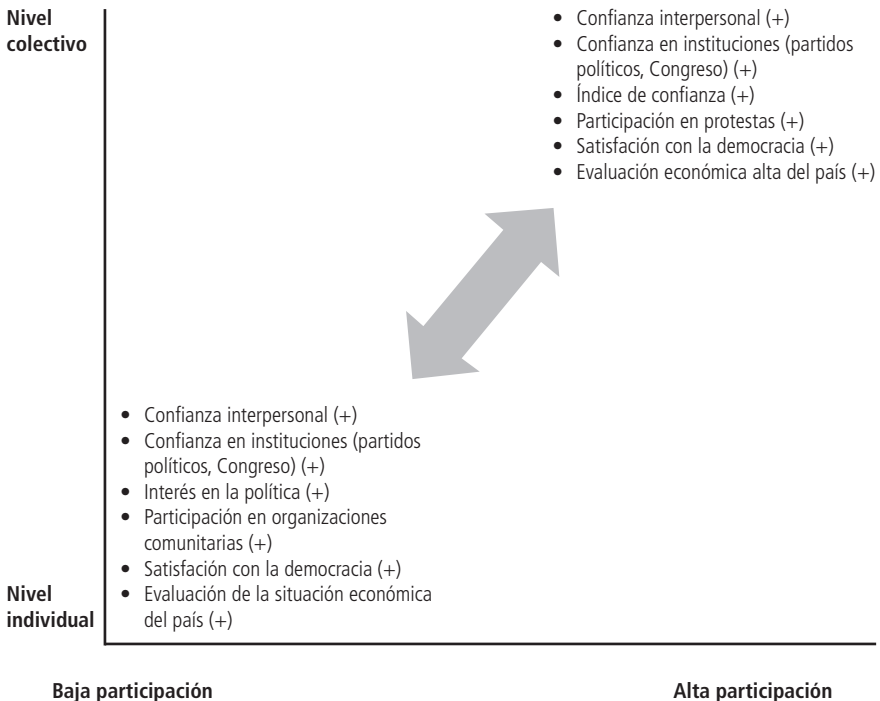 Nivel
colectivo
• Confianza interpersonal (+)
• Confianza en instituciones (partidos
políticos, Congreso) (+)
• Índice de confianza (+)
• Participación en protestas (+)
• Satisfación con la democracia (+)
• Evaluación económica alta del país (+)
• Confianza interpersonal (+)
• Confianza en instituciones (partidos
políticos, Congreso) (+)
• Interés en la política (+)
• Participación en organizaciones
comunitarias (+)
• Satisfación con la democracia (+)
• Evaluación de la situación económica
del país (+)
Nivel
individual
Baja participación
Alta participación